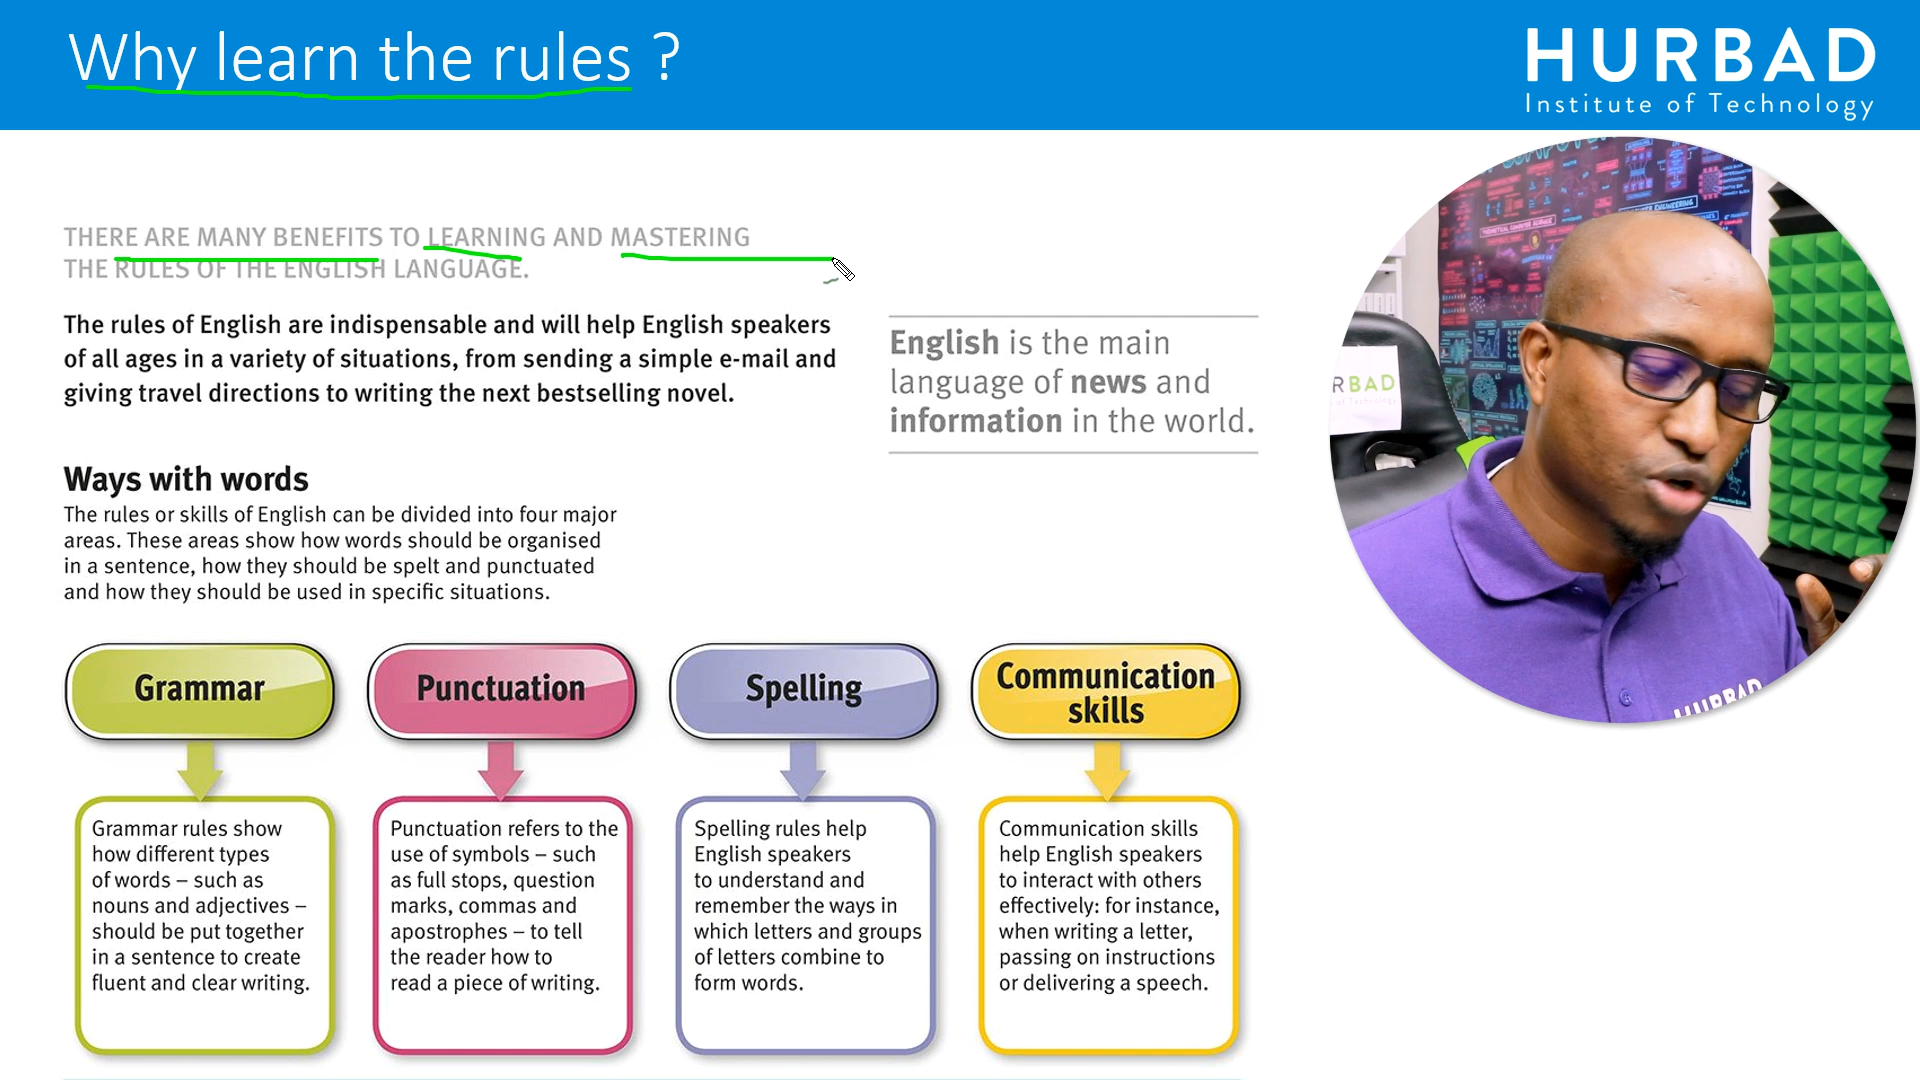 Why learn the rules ?
HURBAD
Institute of Technology
THERE ARE MANY BENEFITS TO LEARNING AND MASTERING
THE RULES OF THE ENGLISH LANGUAGE.
The rules of English are indispensable and will help English speakers
of all ages in a variety of situations, from sending a simple e-mail and
giving travel directions to writing the next bestselling novel.
English is the main
language of news and
information in the world.
Ways with words
The rules or skills of English can be divided into four major
areas. These areas show how words should be organised
in a sentence, how they should be spelt and punctuated
and how they should be used in specific situations.
Grammar
Grammar rules show
how different types
of words – such as
nouns and adjectives –
should be put together
in a sentence to create
fluent and clear writing.
Punctuation
Punctuation refers to the
use of symbols – such
as full stops, question
marks, commas and
apostrophes – to tell
the reader how to
read a piece of writing.
Spelling
Spelling rules help
English speakers
to understand and
remember the ways in
which letters and groups
of letters combine to
form words.
Communication
skills
Communication skills
help English speakers
to interact with others
effectively: for instance,
when writing a letter,
passing on instructions
or delivering a speech.
RBAD
HURBAD